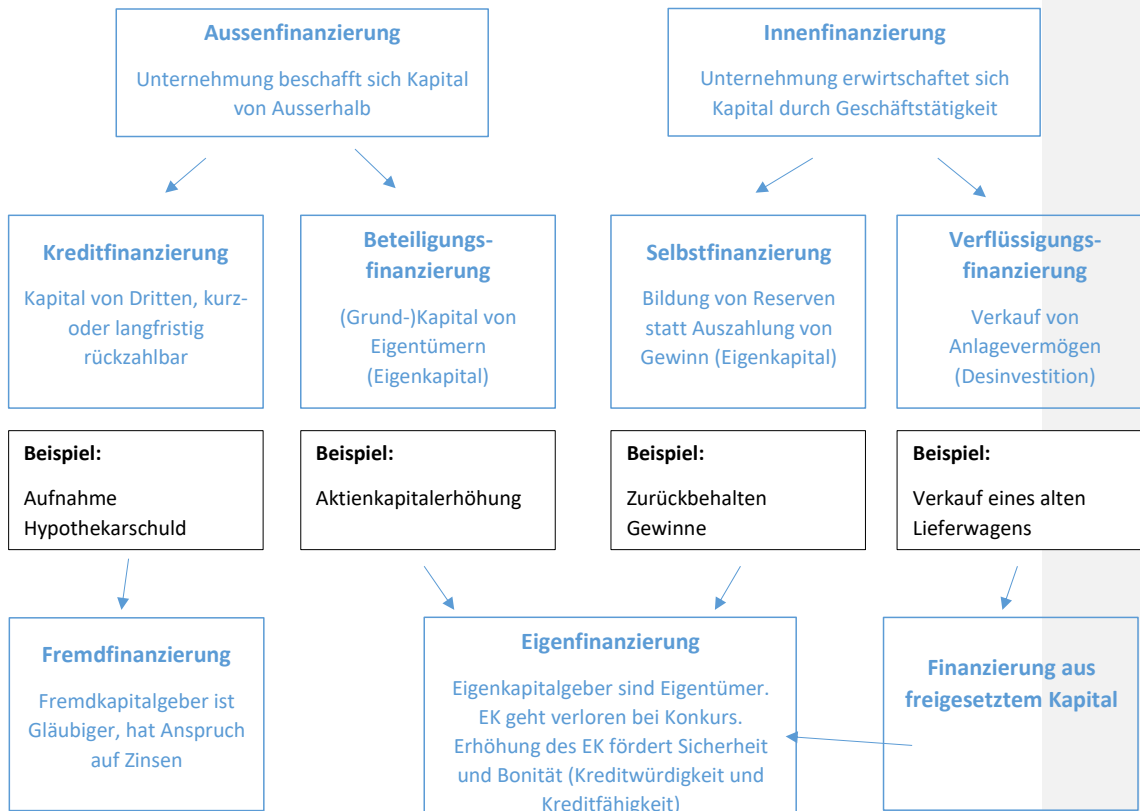 Aussenfinanzierung
Unternehmung beschafft sich Kapital
von Ausserhalb
Innenfinanzierung
Unternehmung erwirtschaftet sich
Kapital durch Geschäftstätigkeit
Kreditfinanzierung
Kapital von Dritten, kurz-
oder langfristig
rückzahlbar
Beteiligungs-
finanzierung
(Grund-)Kapital von
Eigentümern
(Eigenkapital)
Selbstfinanzierung
Bildung von Reserven
statt Auszahlung von
Gewinn (Eigenkapital)
Verflüssigungs-
finanzierung
Verkauf von
Anlagevermögen
(Desinvestition)
Beispiel:
Aufnahme
Hypothekarschuld
Beispiel:
Aktienkapitalerhöhung
Beispiel:
Zurückbehalten
Gewinne
Beispiel:
Verkauf eines alten
Lieferwagens
Fremdfinanzierung
Fremdkapitalgeber ist
Gläubiger, hat Anspruch
auf Zinsen
Eigenfinanzierung
Eigenkapitalgeber sind Eigentümer.
EK geht verloren bei Konkurs.
Erhöhung des EK fördert Sicherheit
und Bonität (Kreditwürdigkeit und
Kreditfähigkeit)
Finanzierung aus
freigesetztem Kapital